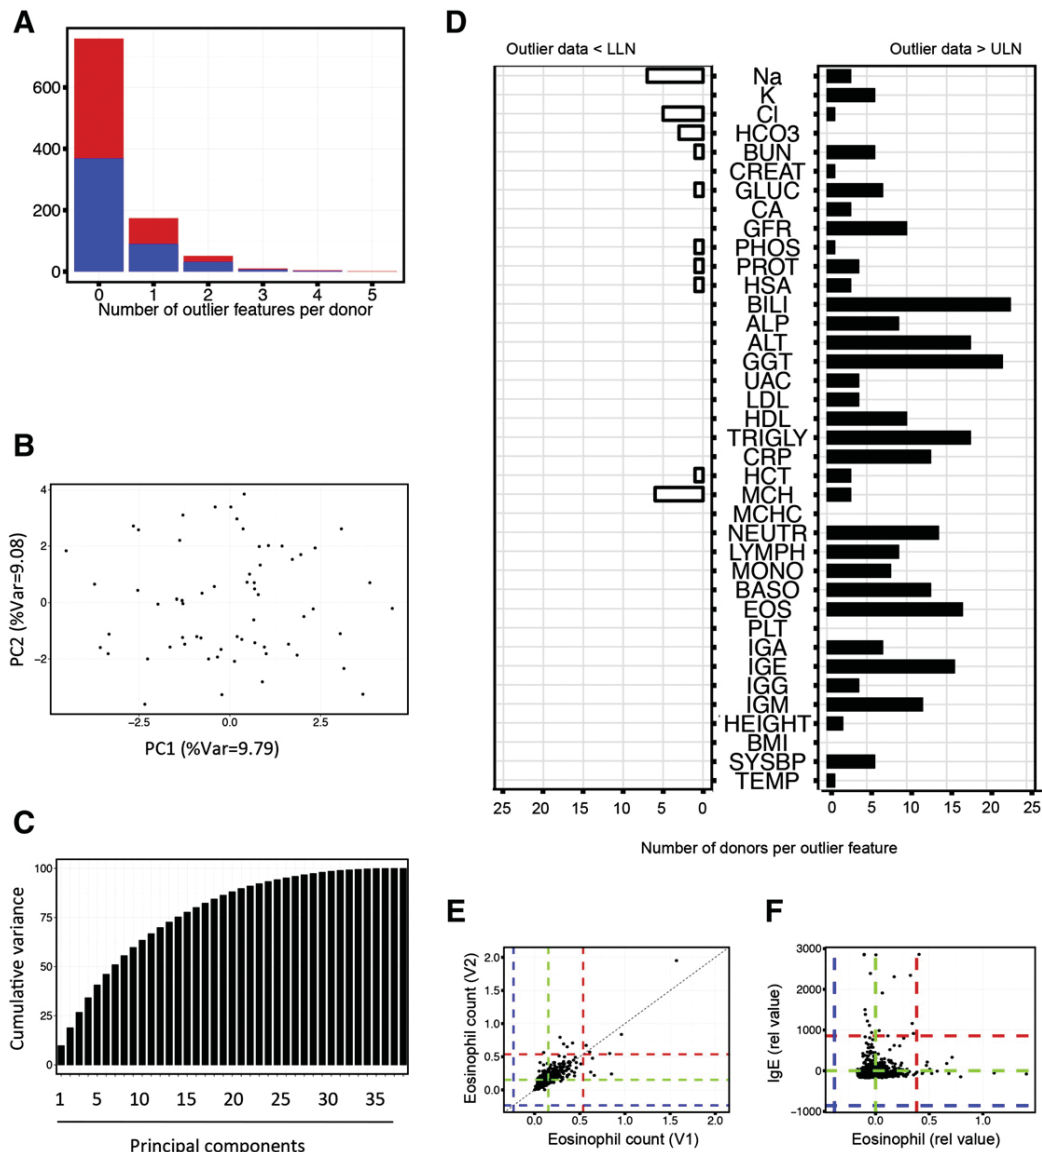 A
600
400
200
0
0 1 2 3 4 5
Number of outlier features per donor
B
4
2
0
−2
−2.5 0.0 2.5
PC2 (%Var=9.08)
PC1 (%Var=9.79)
C
100
75
50
25
0
Cumulative variance
1 5 10 15 20 25 30 35
Principal components
D
Outlier data < LLN
Outlier data > ULN
Na
K
Cl
HCO3
BUN
CREAT
GLUC
CA
GFR
PHOS
PROT
HSA
BILI
ALP
ALT
GGT
UAC
LDL
HDL
TRIGLY
CRP
HCT
MCH
MCHC
NEUTR
LYMPH
MONO
BASO
EOS
PLT
IGA
IGE
IGG
IGM
HEIGHT
BMI
SYSBP
TEMP
25 20 15 10 5 0
0 5 10 15 20 25
Number of donors per outlier feature
E
2.0
1.5
1.0
0.5
0.0
Eosinophil count (V2)
0.0 0.5 1.0 1.5 2.0
Eosinophil count (V1)
F
3000
2000
1000
0
−1000
IgE (rel value)
0.0 0.5 1.0
Eosinophil (rel value)